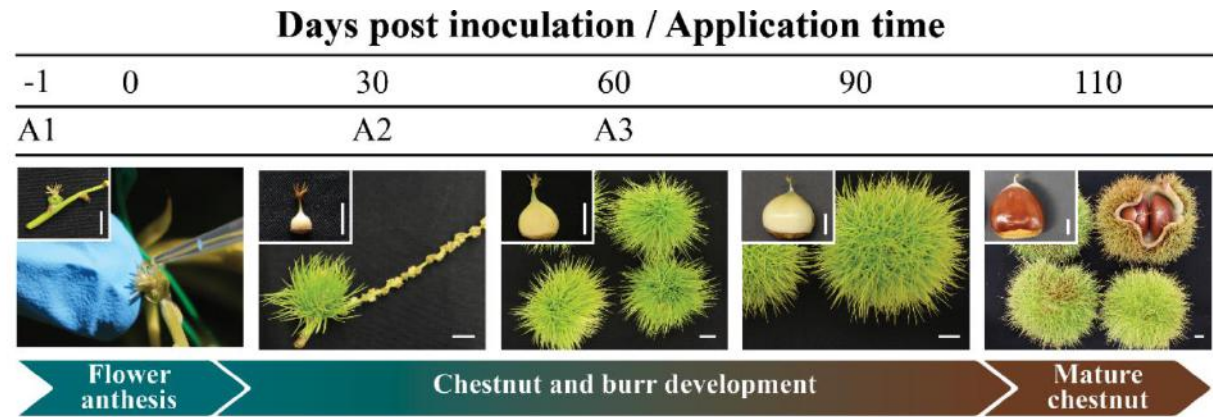 Days post inoculation / Application time
-1 0 30 60 90 110
A1 A2 A3
Flower anthesis
Chestnut and burr development
Mature chestnut